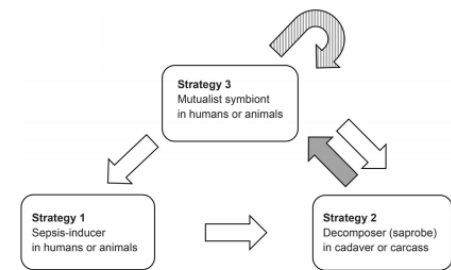 Strategy 3
Mutualist symbiont
in humans or animals
Strategy 1
Sepsis-inducer
in humans or animals
Strategy 2
Decomposer (saprobe)
in cadaver or carcass